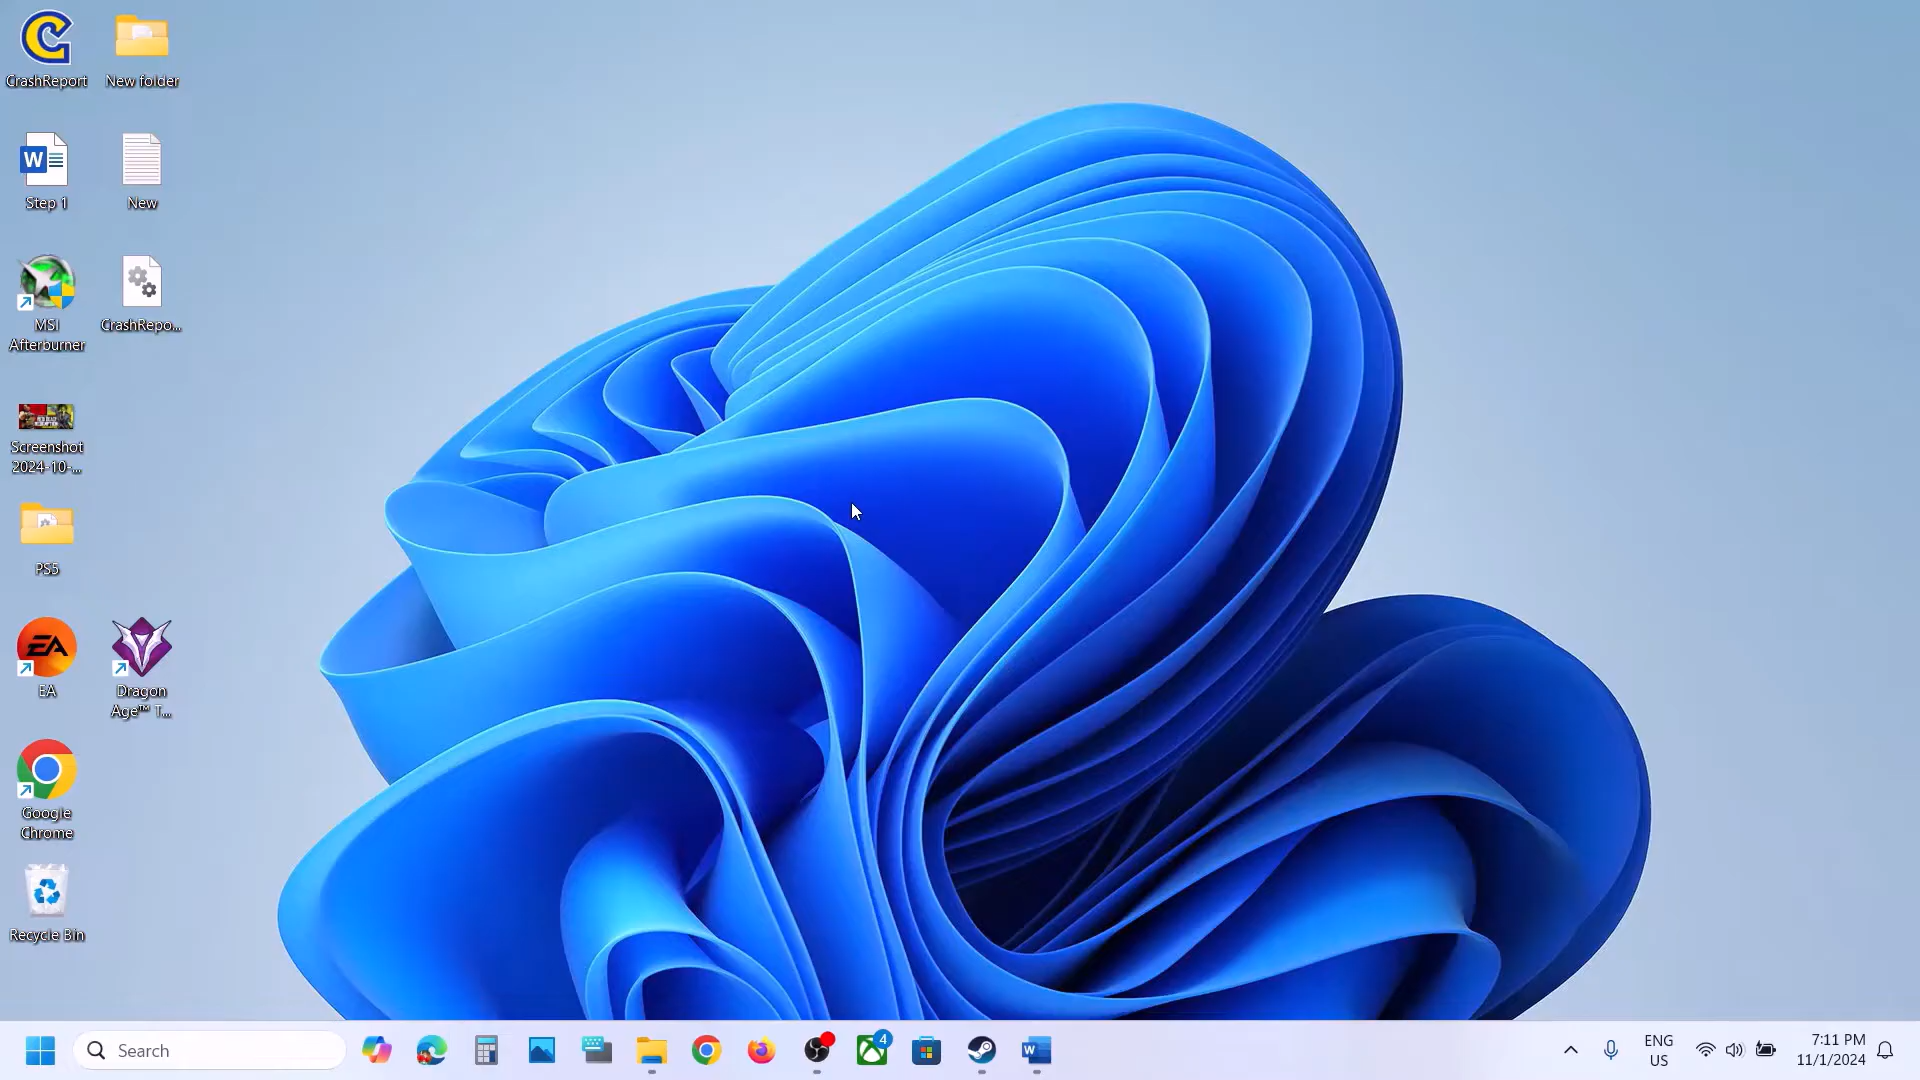 CrashReport
New folder
Step 1
New
MSI
Afterburner
CrashRepo...
Screenshot
2024-10-...
PS5
EA
Dragon
Age™ T...
Google
Chrome
Recycle Bin
Search
4
ENG
US
7:11 PM
11/1/2024